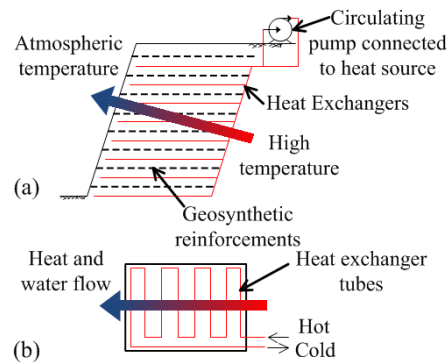 Circulating
pump connected
to heat source
Atmospheric
temperature
Heat Exchangers
High
temperature
(a)
Geosynthetic
reinforcements
Heat and
water flow
Heat exchanger
tubes
Hot
Cold
(b)